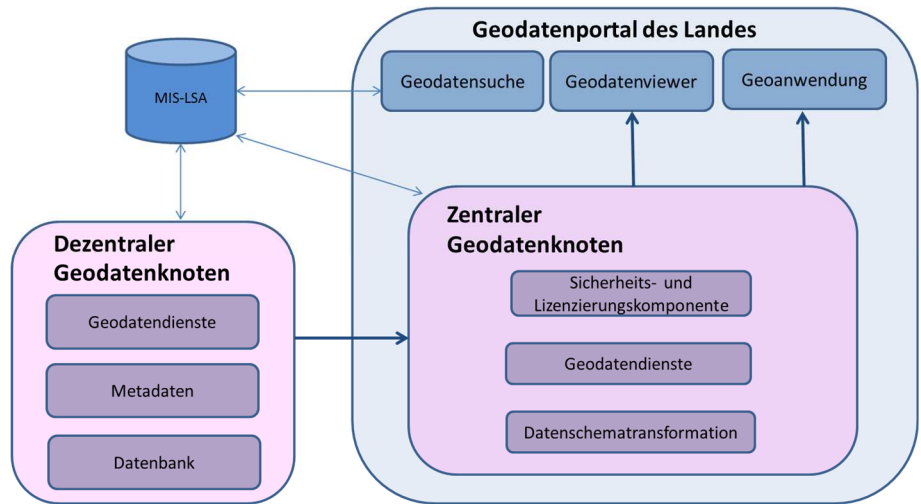 Geodatenportal des Landes
Geodatensuche
Geodatenviewer
Geoanwendung
MIS-LSA
Dezentraler
Geodatenknoten
Geodatendienste
Metadaten
Datenbank
Zentraler
Geodatenknoten
Sicherheits- und
Lizenzierungskomponente
Geodatendienste
Datenschematransformation